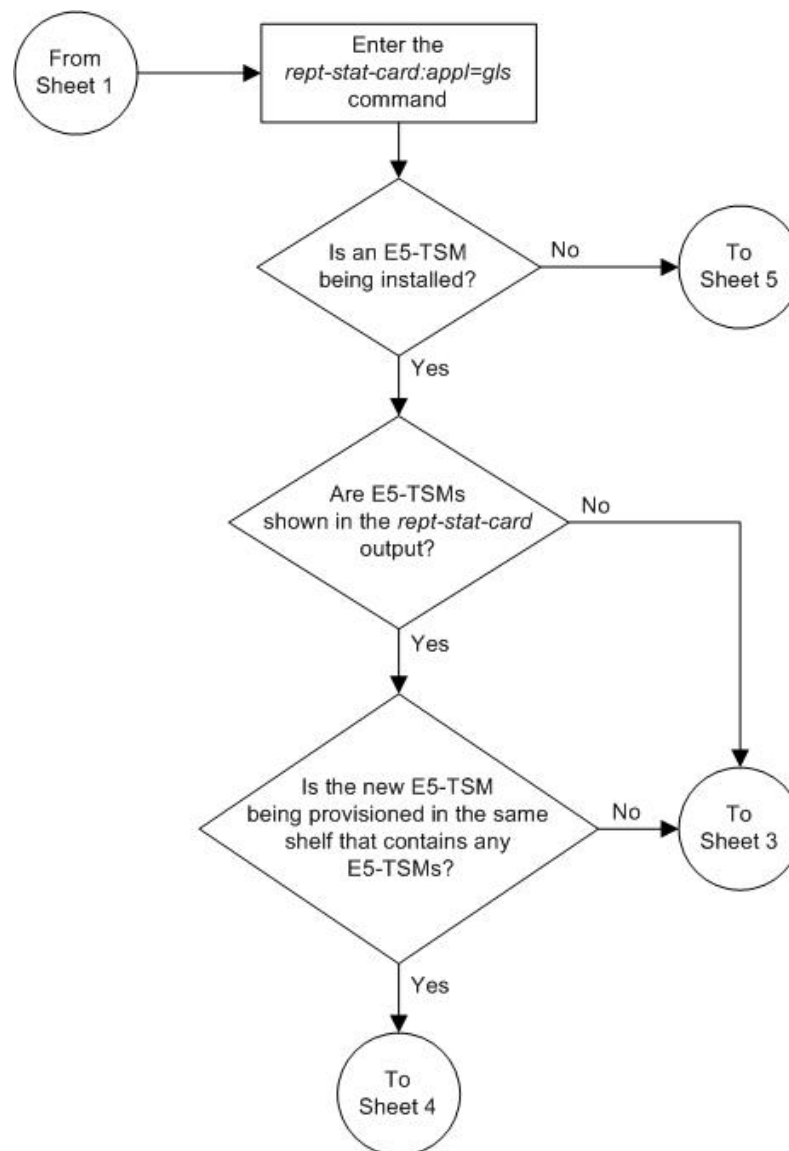 From
Sheet 1
Enter the
rept-stat-card:appl=gls
command
Is an E5-TSM
being installed?
No
To
Sheet 5
Yes
Are E5-TSMs
shown in the rept-stat-card
output?
No
Yes
Is the new E5-TSM
being provisioned in the same
shelf that contains any
E5-TSMs?
No
To
Sheet 3
Yes
To
Sheet 4